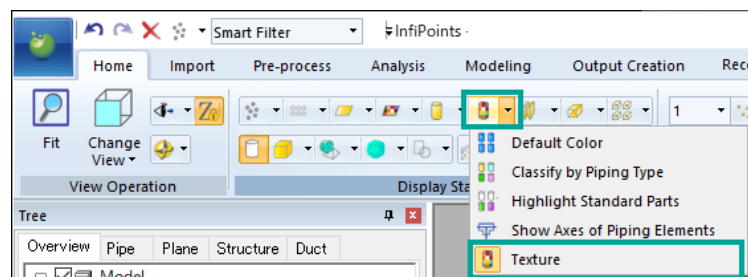 Smart Filter
InfiPoints -
Home Import Pre-process Analysis Modeling Output Creation
Fit
Change
View
1
View Operation
Tree
Overview Pipe Plane Structure Duct
Model
Default Color
Classify by Piping Type
Highlight Standard Parts
Show Axes of Piping Elements
Texture